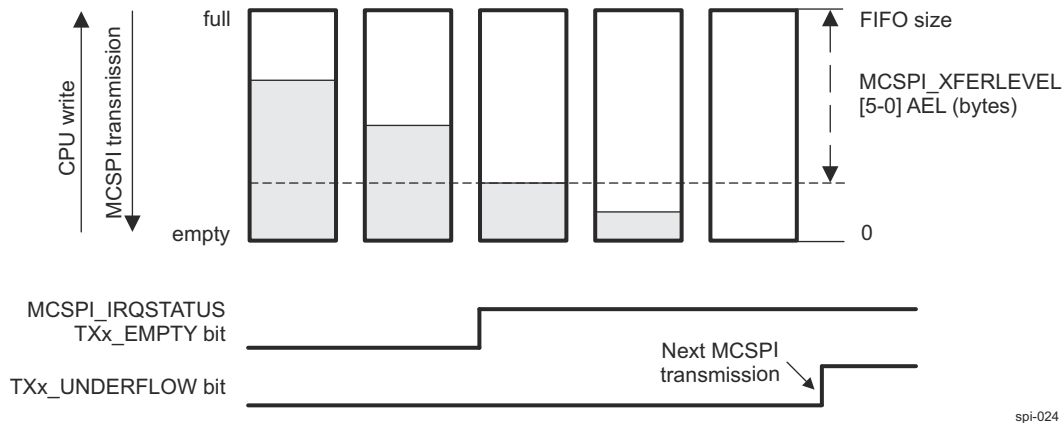 full
FIFO size
CPU write
MCSPI transmission
MCSPI_XFERLEVEL
[5-0] AEL (bytes)
empty
0
MCSPI_IRQSTATUS
TXx_EMPTY bit
Next MCSPI
transmission
TXx_UNDERFLOW bit
spi-024